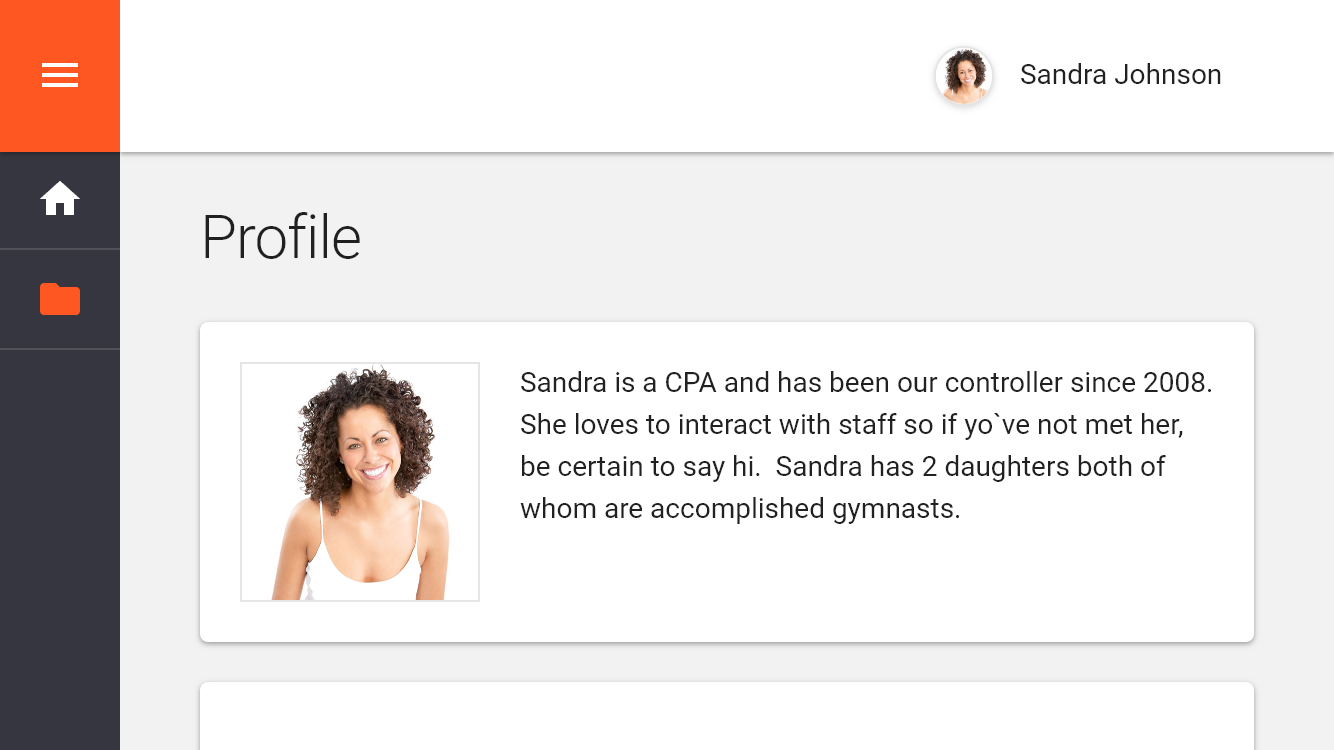 Sandra Johnson
Profile
Sandra is a CPA and has been our controller since 2008.
She loves to interact with staff so if yo`ve not met her,
be certain to say hi.  Sandra has 2 daughters both of
whom are accomplished gymnasts.